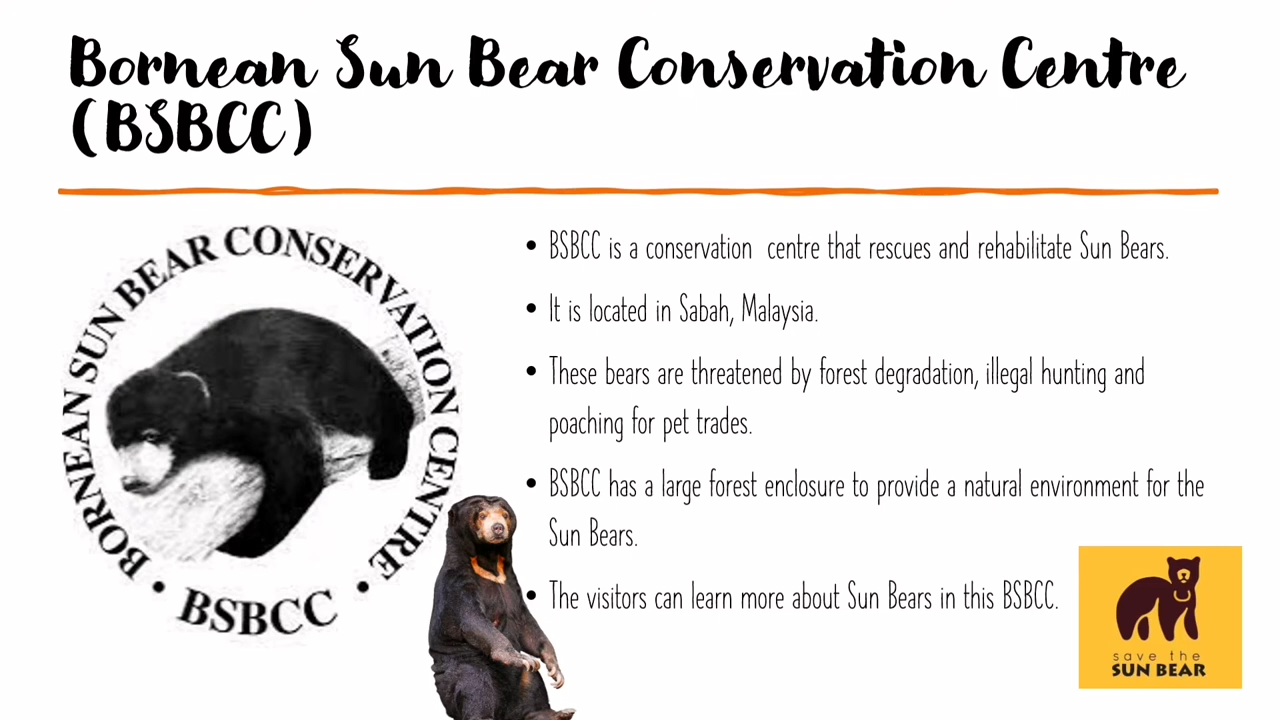 Bornean Sun Bear Conservation Centre
(BSBCC)
BORNEAN SUN BEAR CONSERVATION CENTRE
• BSBCC •
• BSBCC is a conservation centre that rescues and rehabilitate Sun Bears.
• It is located in Sabah, Malaysia.
• These bears are threatened by forest degradation, illegal hunting and
poaching for pet trades.
• BSBCC has a large forest enclosure to provide a natural environment for the
Sun Bears.
• The visitors can learn more about Sun Bears in this BSBCC.
save the
SUN BEAR